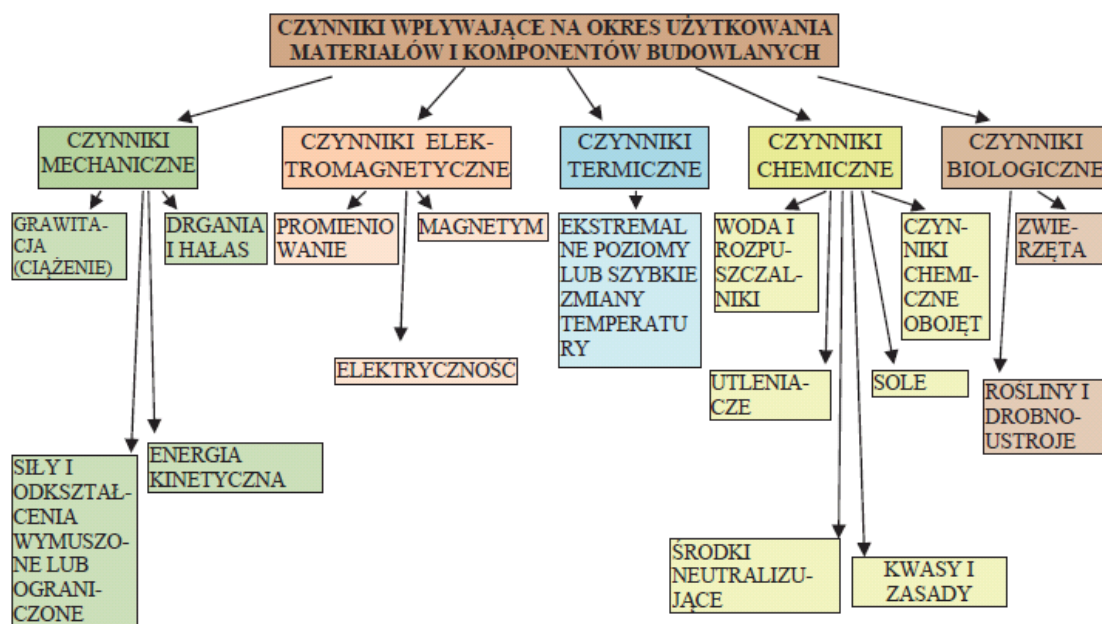 CZYNNIKI WPŁYWAJĄCE NA OKRES UŻYTKOWANIA
MATERIAŁÓW I KOMPONENTÓW BUDOWLANYCH
CZYNNIKI
MECHANICZNE
CZYNNIKI ELEK-
TROMAGNETYCZNE
CZYNNIKI
TERMICZNE
CZYNNIKI
CHEMICZNE
CZYNNIKI
BIOLOGICZNE
GRAWITA-
CJA
(CIĄŻENIE)
DRGANIA
I HAŁAS
PROMIENIO
WANIE
MAGNETYM
EKSTREMAL
NE POZIOMY
LUB SZYBKIE
ZMIANY
TEMPERATU
RY
WODA I
ROZPU-
SZCZAL-
NIKI
CZYN-
NIKI
CHEMI-
CZNE
OBOJĘT
ZWIE-
RZĘTA
ELEKTRYCZNOŚĆ
UTLENIA-
CZE
SOLE
ROŚLINY I
DROBNO-
USTROJE
SIŁY I
ODKSZTAŁ-
CENIA
WYMUSZO-
NE LUB
OGRANI-
CZONE
ENERGIA
KINETYCZNA
ŚRODKI
NEUTRALIZU-
JĄCE
KWASY I
ZASADY